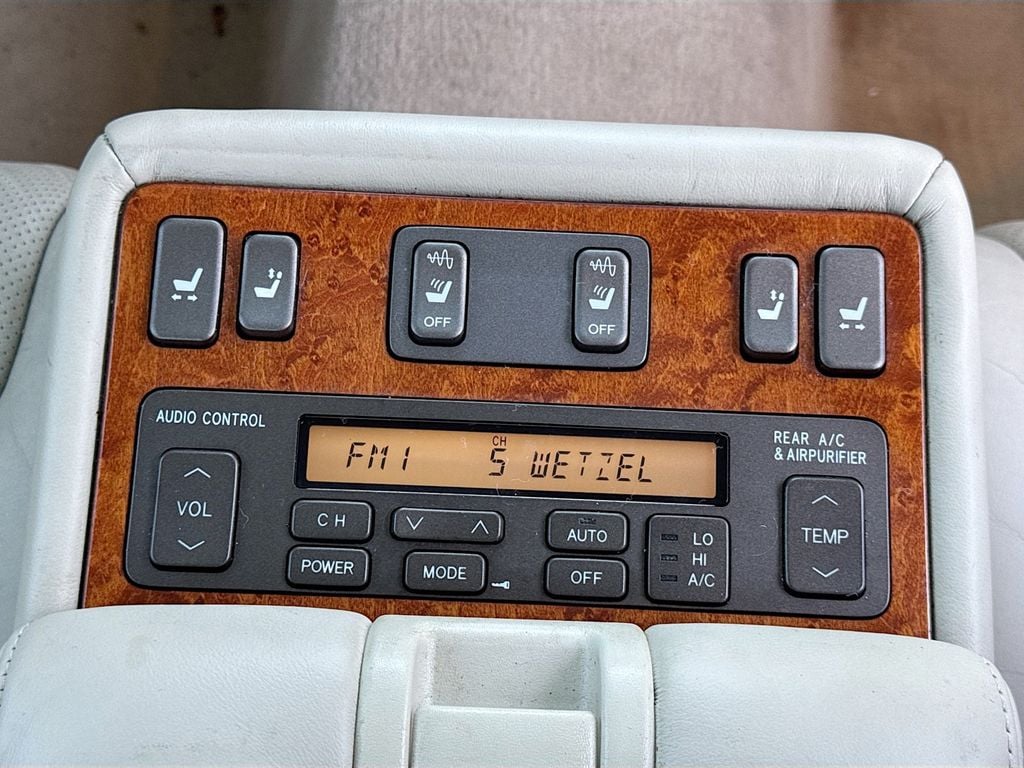 OFF
OFF
AUDIO CONTROL
REAR A/C
& AIRPURIFIER
CH
FM1 5 WETZEL
VOL
TEMP
CH
AUTO
LO
HI
A/C
POWER
MODE
OFF